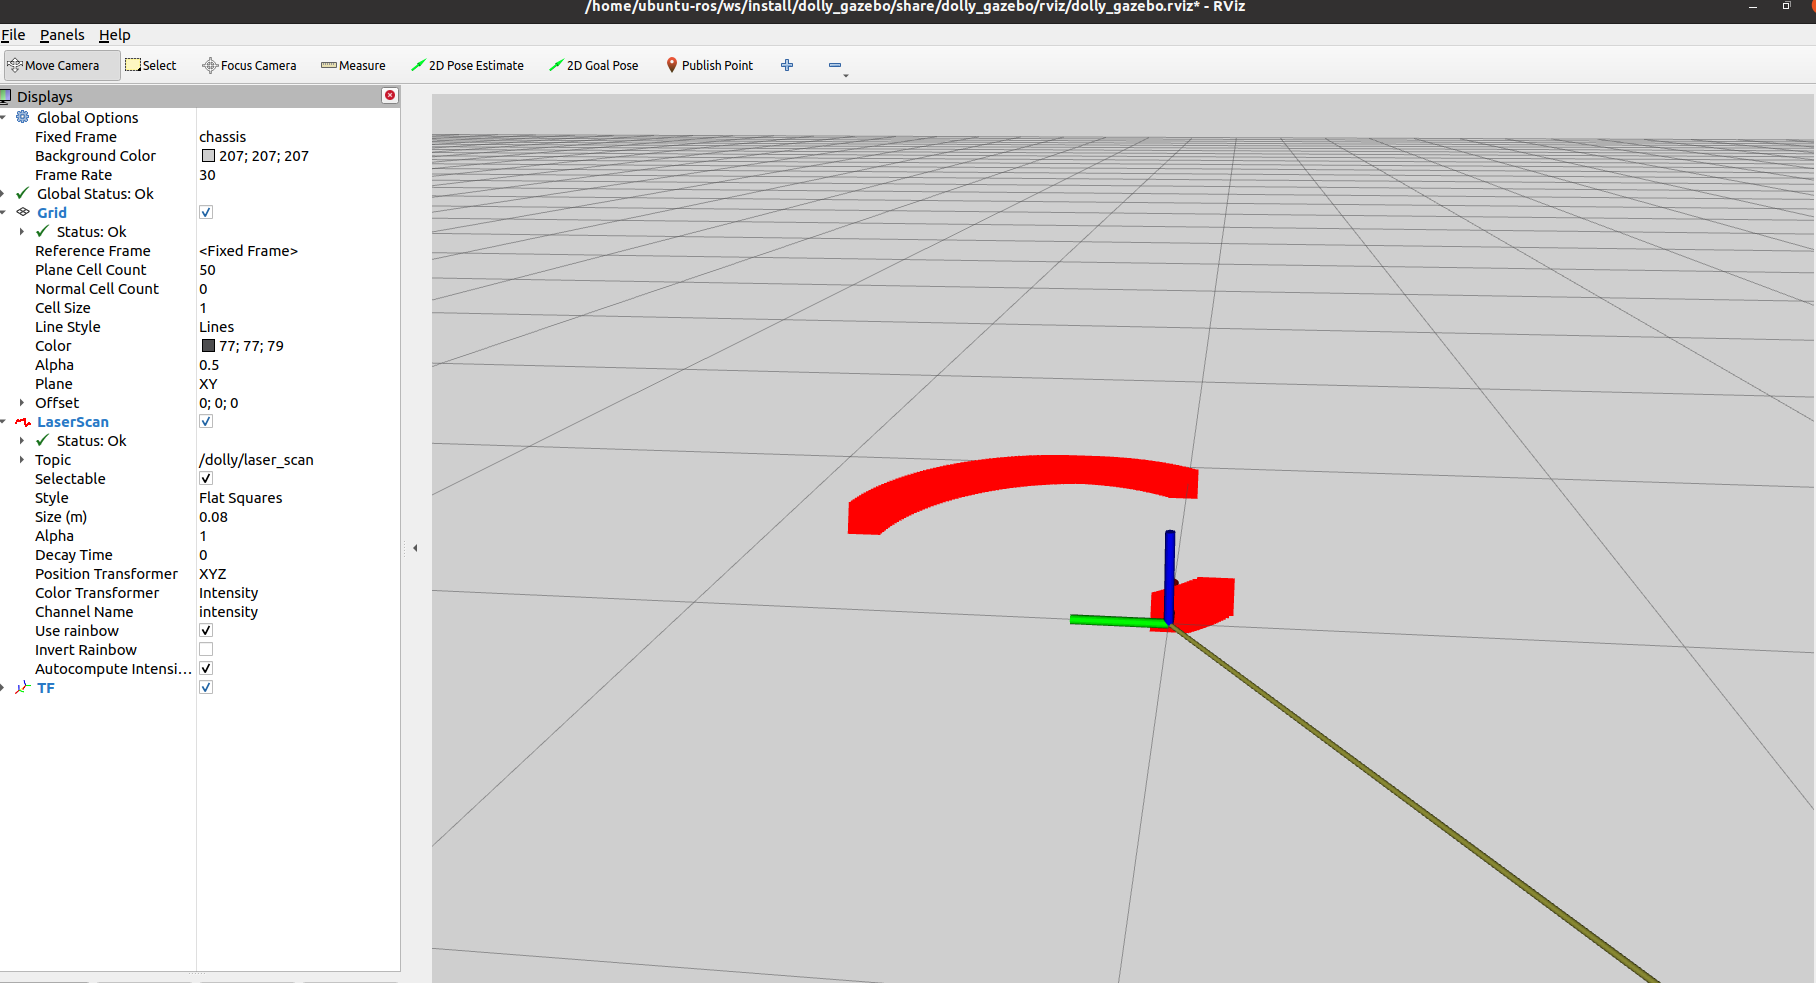 /home/ubuntu-ros/ws/install/dolly_gazebo/share/dolly_gazebo/rviz/dolly_gazebo.rviz* - RViz
File Panels Help
Move Camera Select Focus Camera Measure 2D Pose Estimate 2D Goal Pose Publish Point
Displays
Global Options
Fixed Frame chassis
Background Color 207; 207; 207
Frame Rate 30
Global Status: Ok
Grid
Status: Ok
Reference Frame <Fixed Frame>
Plane Cell Count 50
Normal Cell Count 0
Cell Size 1
Line Style Lines
Color 77; 77; 79
Alpha 0.5
Plane XY
Offset 0; 0; 0
LaserScan
Status: Ok
Topic /dolly/laser_scan
Selectable
Style Flat Squares
Size (m) 0.08
Alpha 1
Decay Time 0
Position Transformer XYZ
Color Transformer Intensity
Channel Name intensity
Use rainbow
Invert Rainbow
Autocompute Intensi...
TF